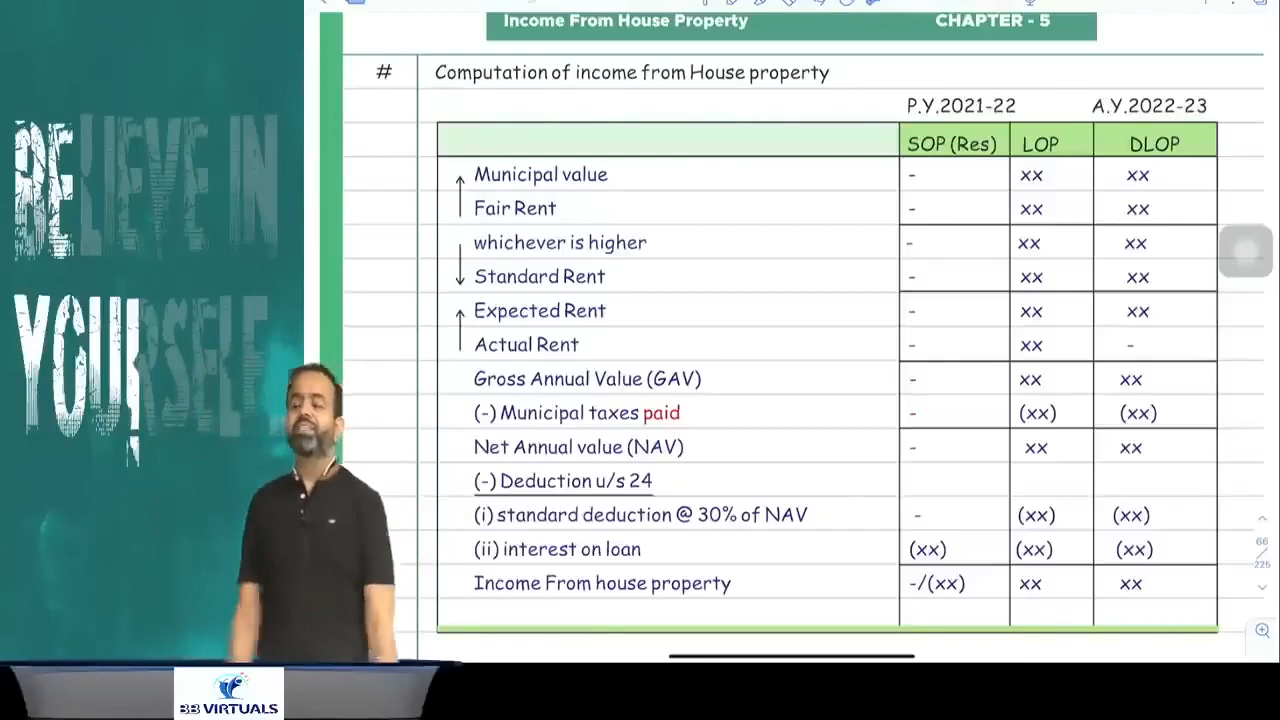 Income From House Property CHAPTER - 5
BELIEVE IN
YOURSELF
# Computation of income from House property
P.Y.2021-22 A.Y.2022-23
SOP (Res) LOP DLOP
Municipal value - xx xx
Fair Rent - xx xx
whichever is higher - xx xx
Standard Rent - xx xx
Expected Rent - xx xx
Actual Rent - xx -
Gross Annual Value (GAV) - xx xx
(-) Municipal taxes paid - (xx) (xx)
Net Annual value (NAV) - xx xx
(-) Deduction u/s 24
(i) standard deduction @ 30% of NAV - (xx) (xx)
(ii) interest on loan (xx) (xx) (xx)
Income From house property -/(xx) xx xx
66
/
225
BB VIRTUALS